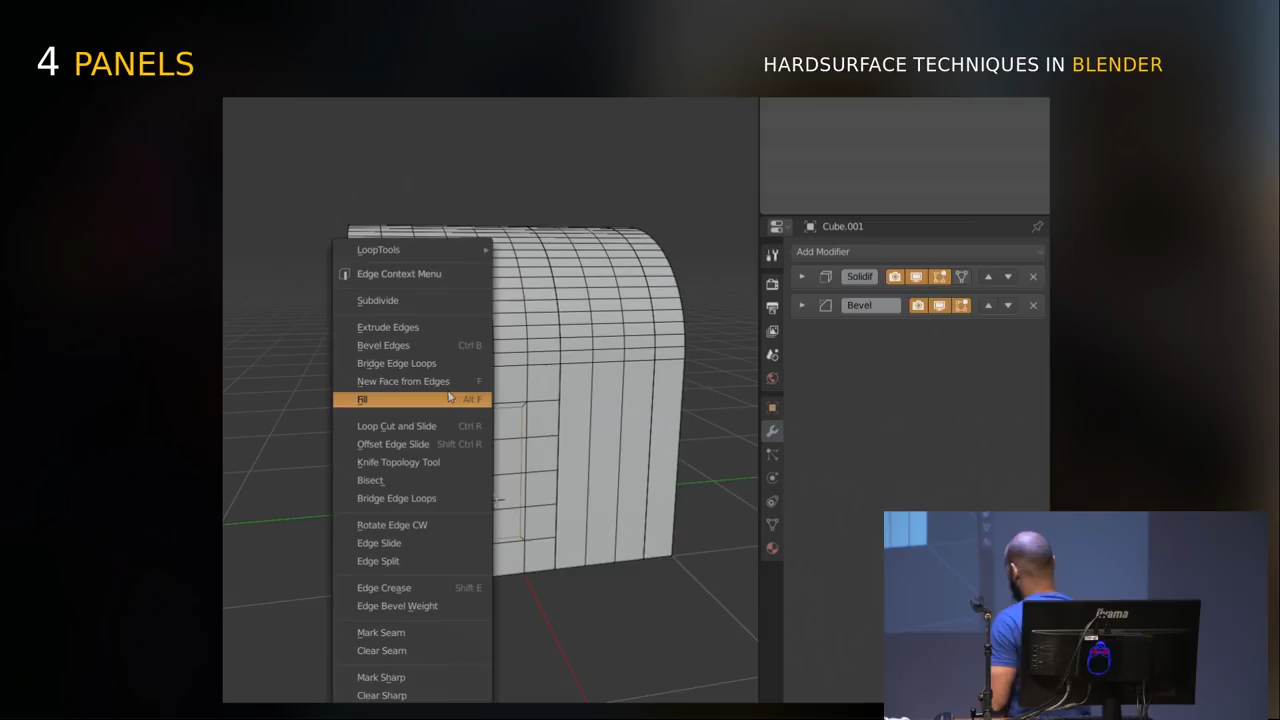 4 PANELS
HARDSURFACE TECHNIQUES IN BLENDER
LoopTools
Edge Context Menu
Subdivide
Extrude Edges
Bevel Edges Ctrl B
Bridge Edge Loops
New Face from Edges F
Fill Alt F
Loop Cut and Slide Ctrl R
Offset Edge Slide Shift Ctrl R
Knife Topology Tool
Bisect
Bridge Edge Loops
Rotate Edge CW
Edge Slide
Edge Split
Edge Crease Shift E
Edge Bevel Weight
Mark Seam
Clear Seam
Mark Sharp
Clear Sharp
Cube.001
Add Modifier
Solidif
Bevel
iiyama